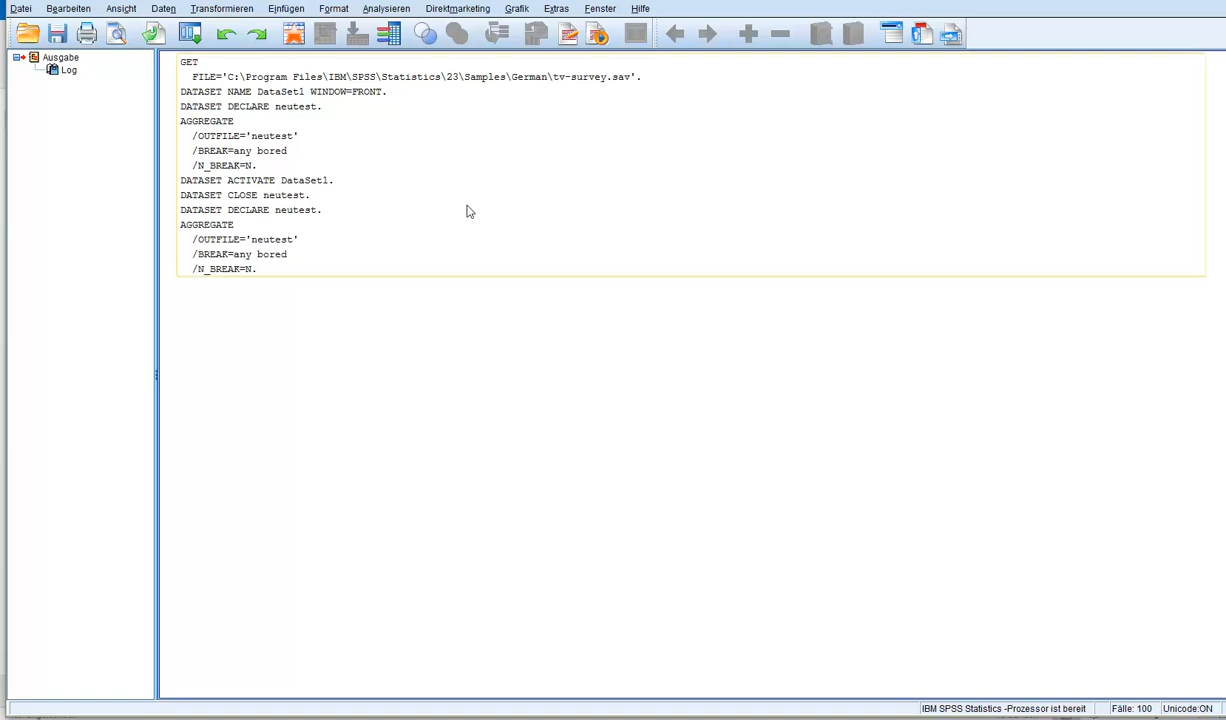 Datei Bearbeiten Ansicht Daten Transformieren Einfügen Format Analysieren Direktmarketing Grafik Extras Fenster Hilfe
Ausgabe
Log
GET
FILE='C:\Program Files\IBM\SPSS\Statistics\23\Samples\German\tv-survey.sav'.
DATASET NAME DataSet1 WINDOW=FRONT.
DATASET DECLARE neutest.
AGGREGATE
/OUTFILE='neutest'
/BREAK=any bored
/N_BREAK=N.
DATASET ACTIVATE DataSet1.
DATASET CLOSE neutest.
DATASET DECLARE neutest.
AGGREGATE
/OUTFILE='neutest'
/BREAK=any bored
/N_BREAK=N.
IBM SPSS Statistics -Prozessor ist bereit Fälle: 100 Unicode:ON